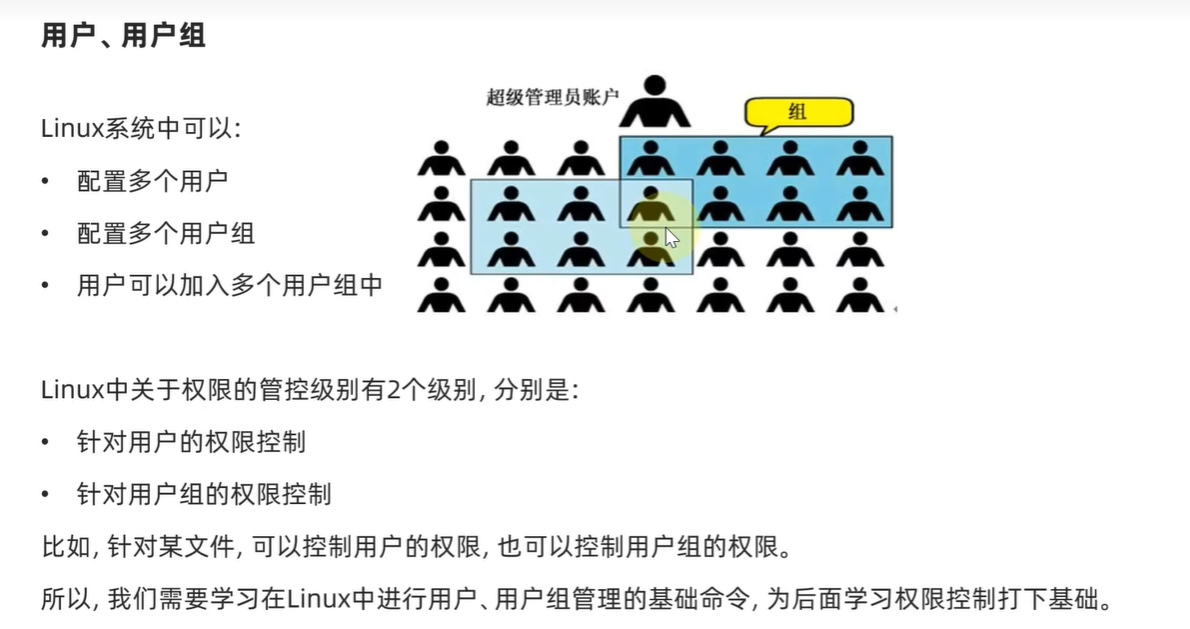 用户、用户组
超级管理员账户
组
Linux系统中可以：
• 配置多个用户
• 配置多个用户组
• 用户可以加入多个用户组中
Linux中关于权限的管控级别有2个级别, 分别是：
• 针对用户的权限控制
• 针对用户组的权限控制
比如, 针对某文件, 可以控制用户的权限, 也可以控制用户组的权限。
所以, 我们需要学习在Linux中进行用户、用户组管理的基础命令, 为后面学习权限控制打下基础。